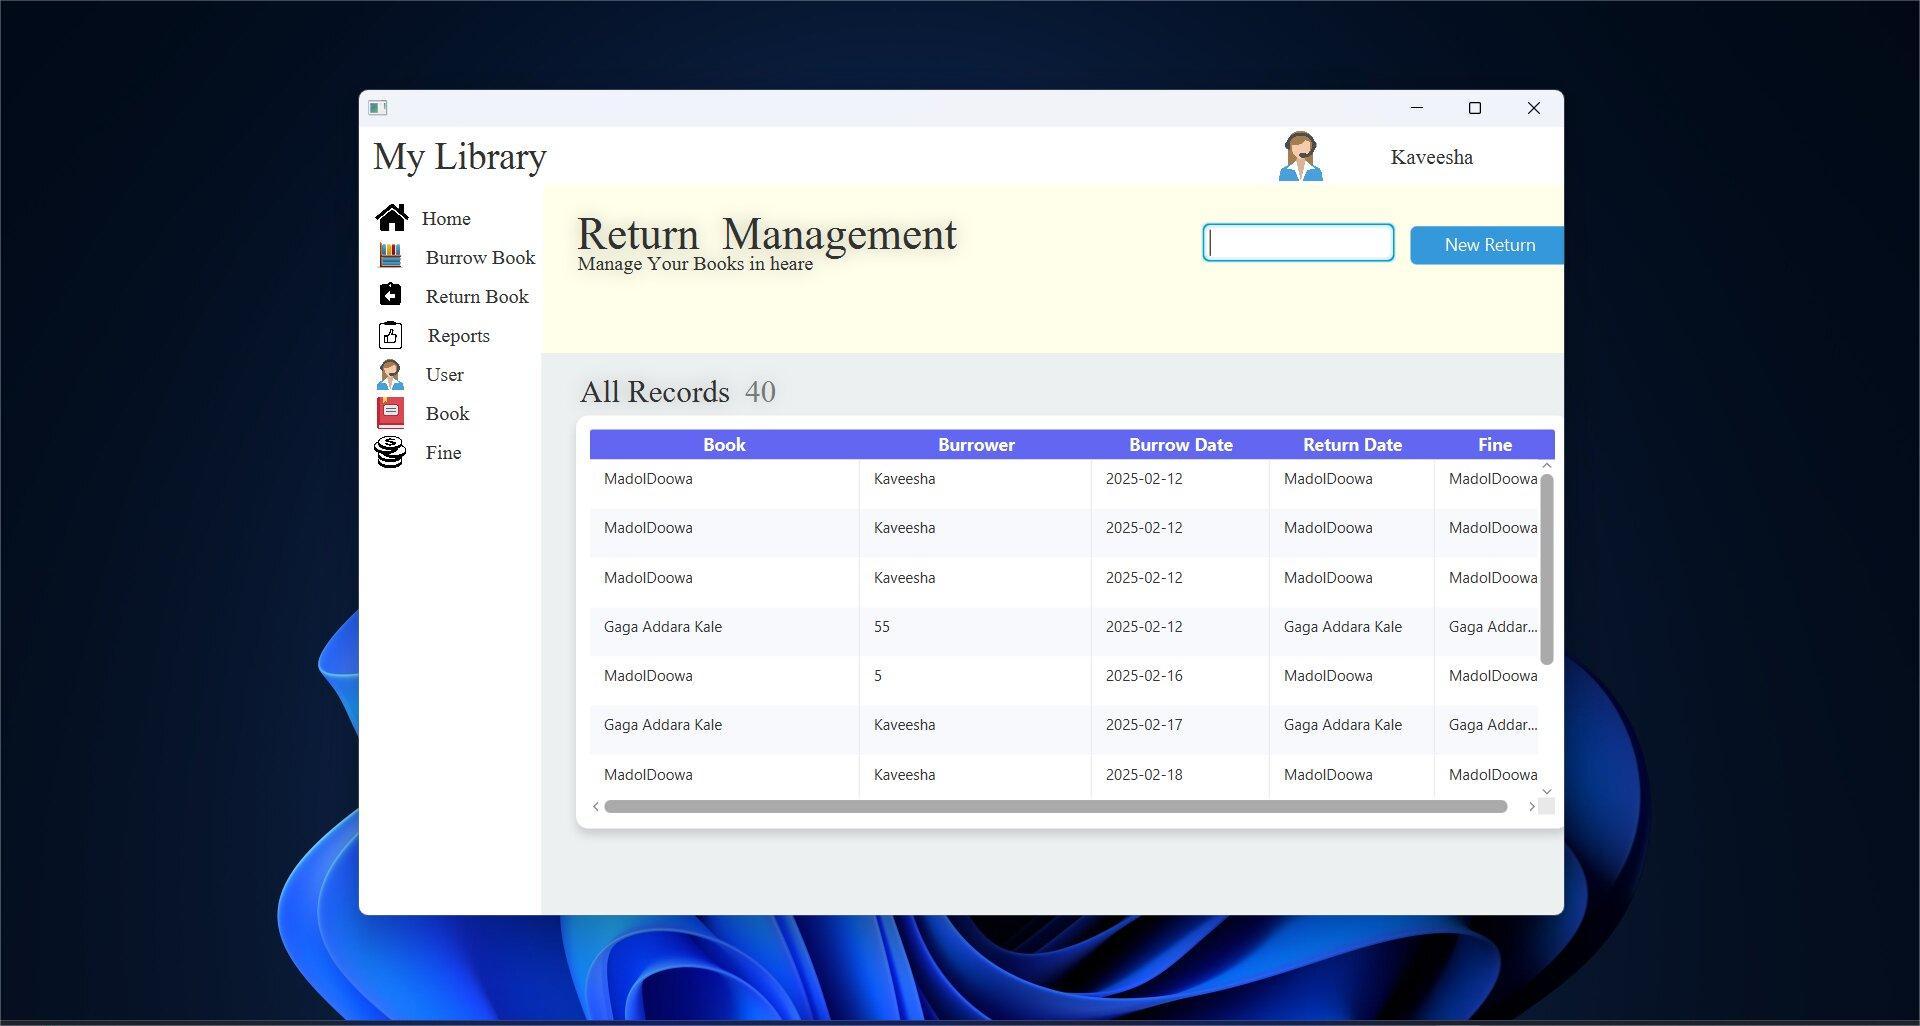 My Library
Kaveesha
Home
Burrow Book
Return Book
Reports
User
Book
Fine
Return Management
Manage Your Books in heare
New Return
All Records 40
Book Burrower Burrow Date Return Date Fine
MadolDoowa Kaveesha 2025-02-12 MadolDoowa MadolDoowa
MadolDoowa Kaveesha 2025-02-12 MadolDoowa MadolDoowa
MadolDoowa Kaveesha 2025-02-12 MadolDoowa MadolDoowa
Gaga Addara Kale 55 2025-02-12 Gaga Addara Kale Gaga Addar...
MadolDoowa 5 2025-02-16 MadolDoowa MadolDoowa
Gaga Addara Kale Kaveesha 2025-02-17 Gaga Addara Kale Gaga Addar...
MadolDoowa Kaveesha 2025-02-18 MadolDoowa MadolDoowa